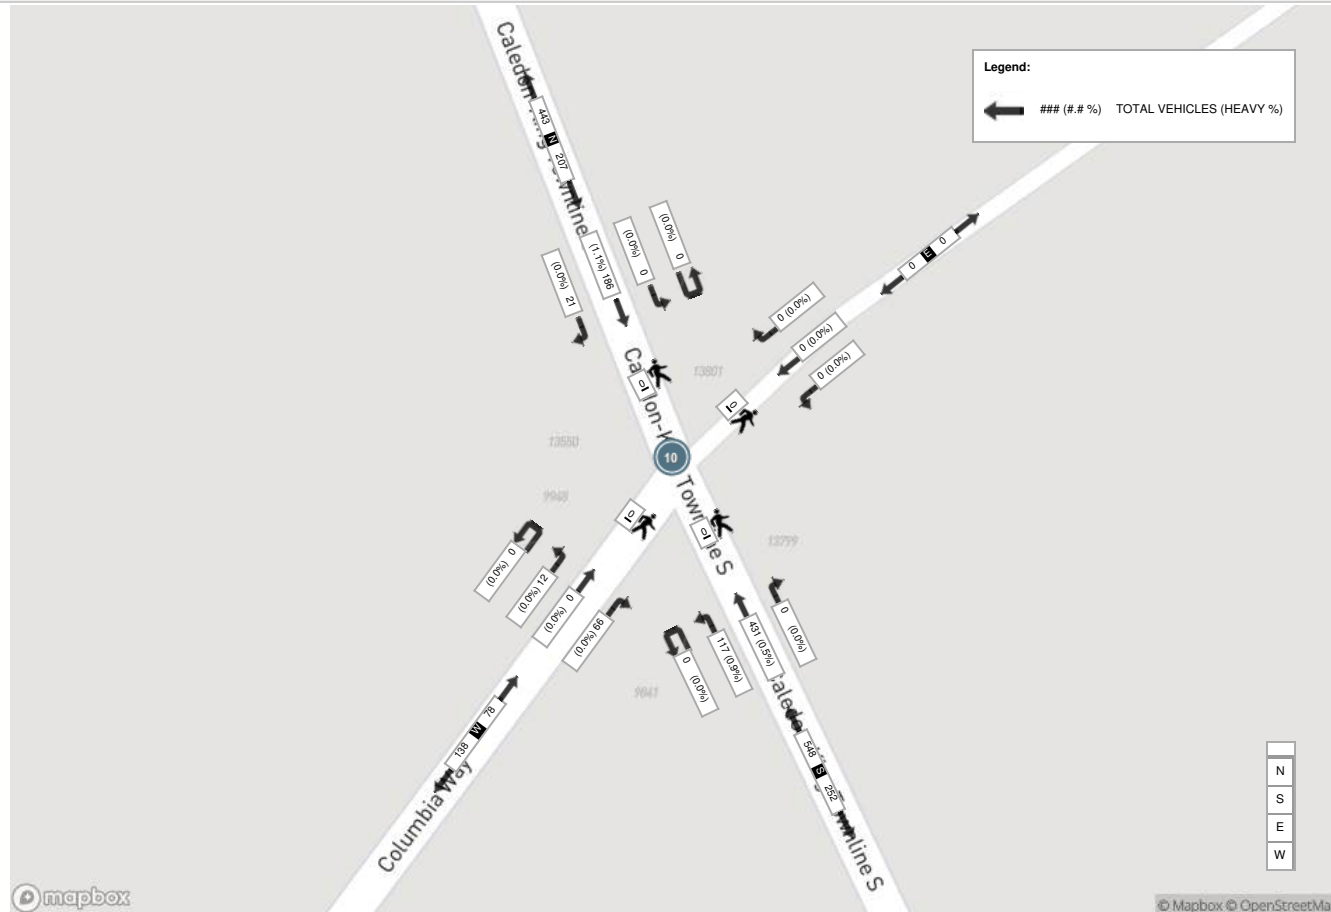 Legend:
### (#.# %) TOTAL VEHICLES (HEAVY %)
443 N 207
(0.0%) 21
(1.1%) 186
(0.0%) 0
(0.0%) 0
0 E 0
0 (0.0%)
0 (0.0%)
0 (0.0%)
0
0
13801
10
13550
9948
0
0
13799
(0.0%) 0
(0.0%) 12
(0.0%) 0
(0.0%) 66
0 (0.0%)
117 (0.9%)
431 (0.5%)
0 (0.0%)
9841
138 W 78
548 S 252
Columbia Way
N
S
E
W
mapbox
© Mapbox © OpenStreetMa